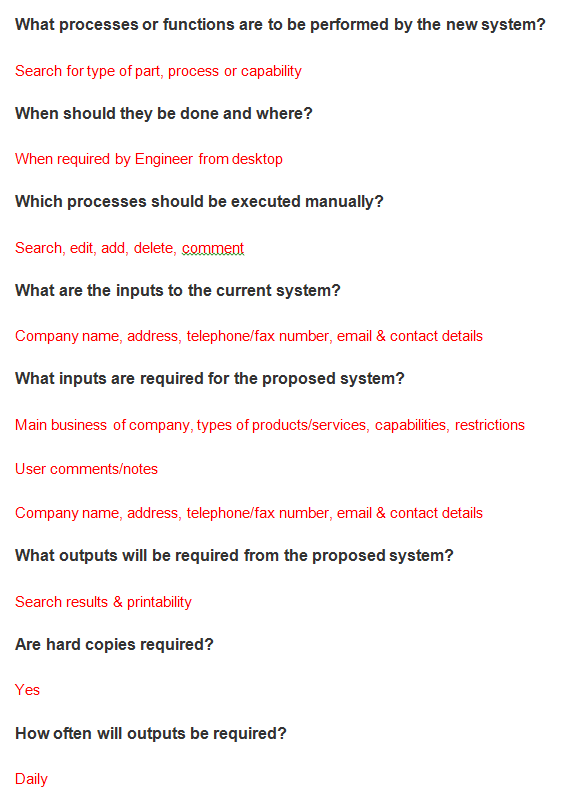 What processes or functions are to be performed by the new system?
Search for type of part, process or capability
When should they be done and where?
When required by Engineer from desktop
Which processes should be executed manually?
Search, edit, add, delete, comment
What are the inputs to the current system?
Company name, address, telephone/fax number, email & contact details
What inputs are required for the proposed system?
Main business of company, types of products/services, capabilities, restrictions
User comments/notes
Company name, address, telephone/fax number, email & contact details
What outputs will be required from the proposed system?
Search results & printability
Are hard copies required?
Yes
How often will outputs be required?
Daily